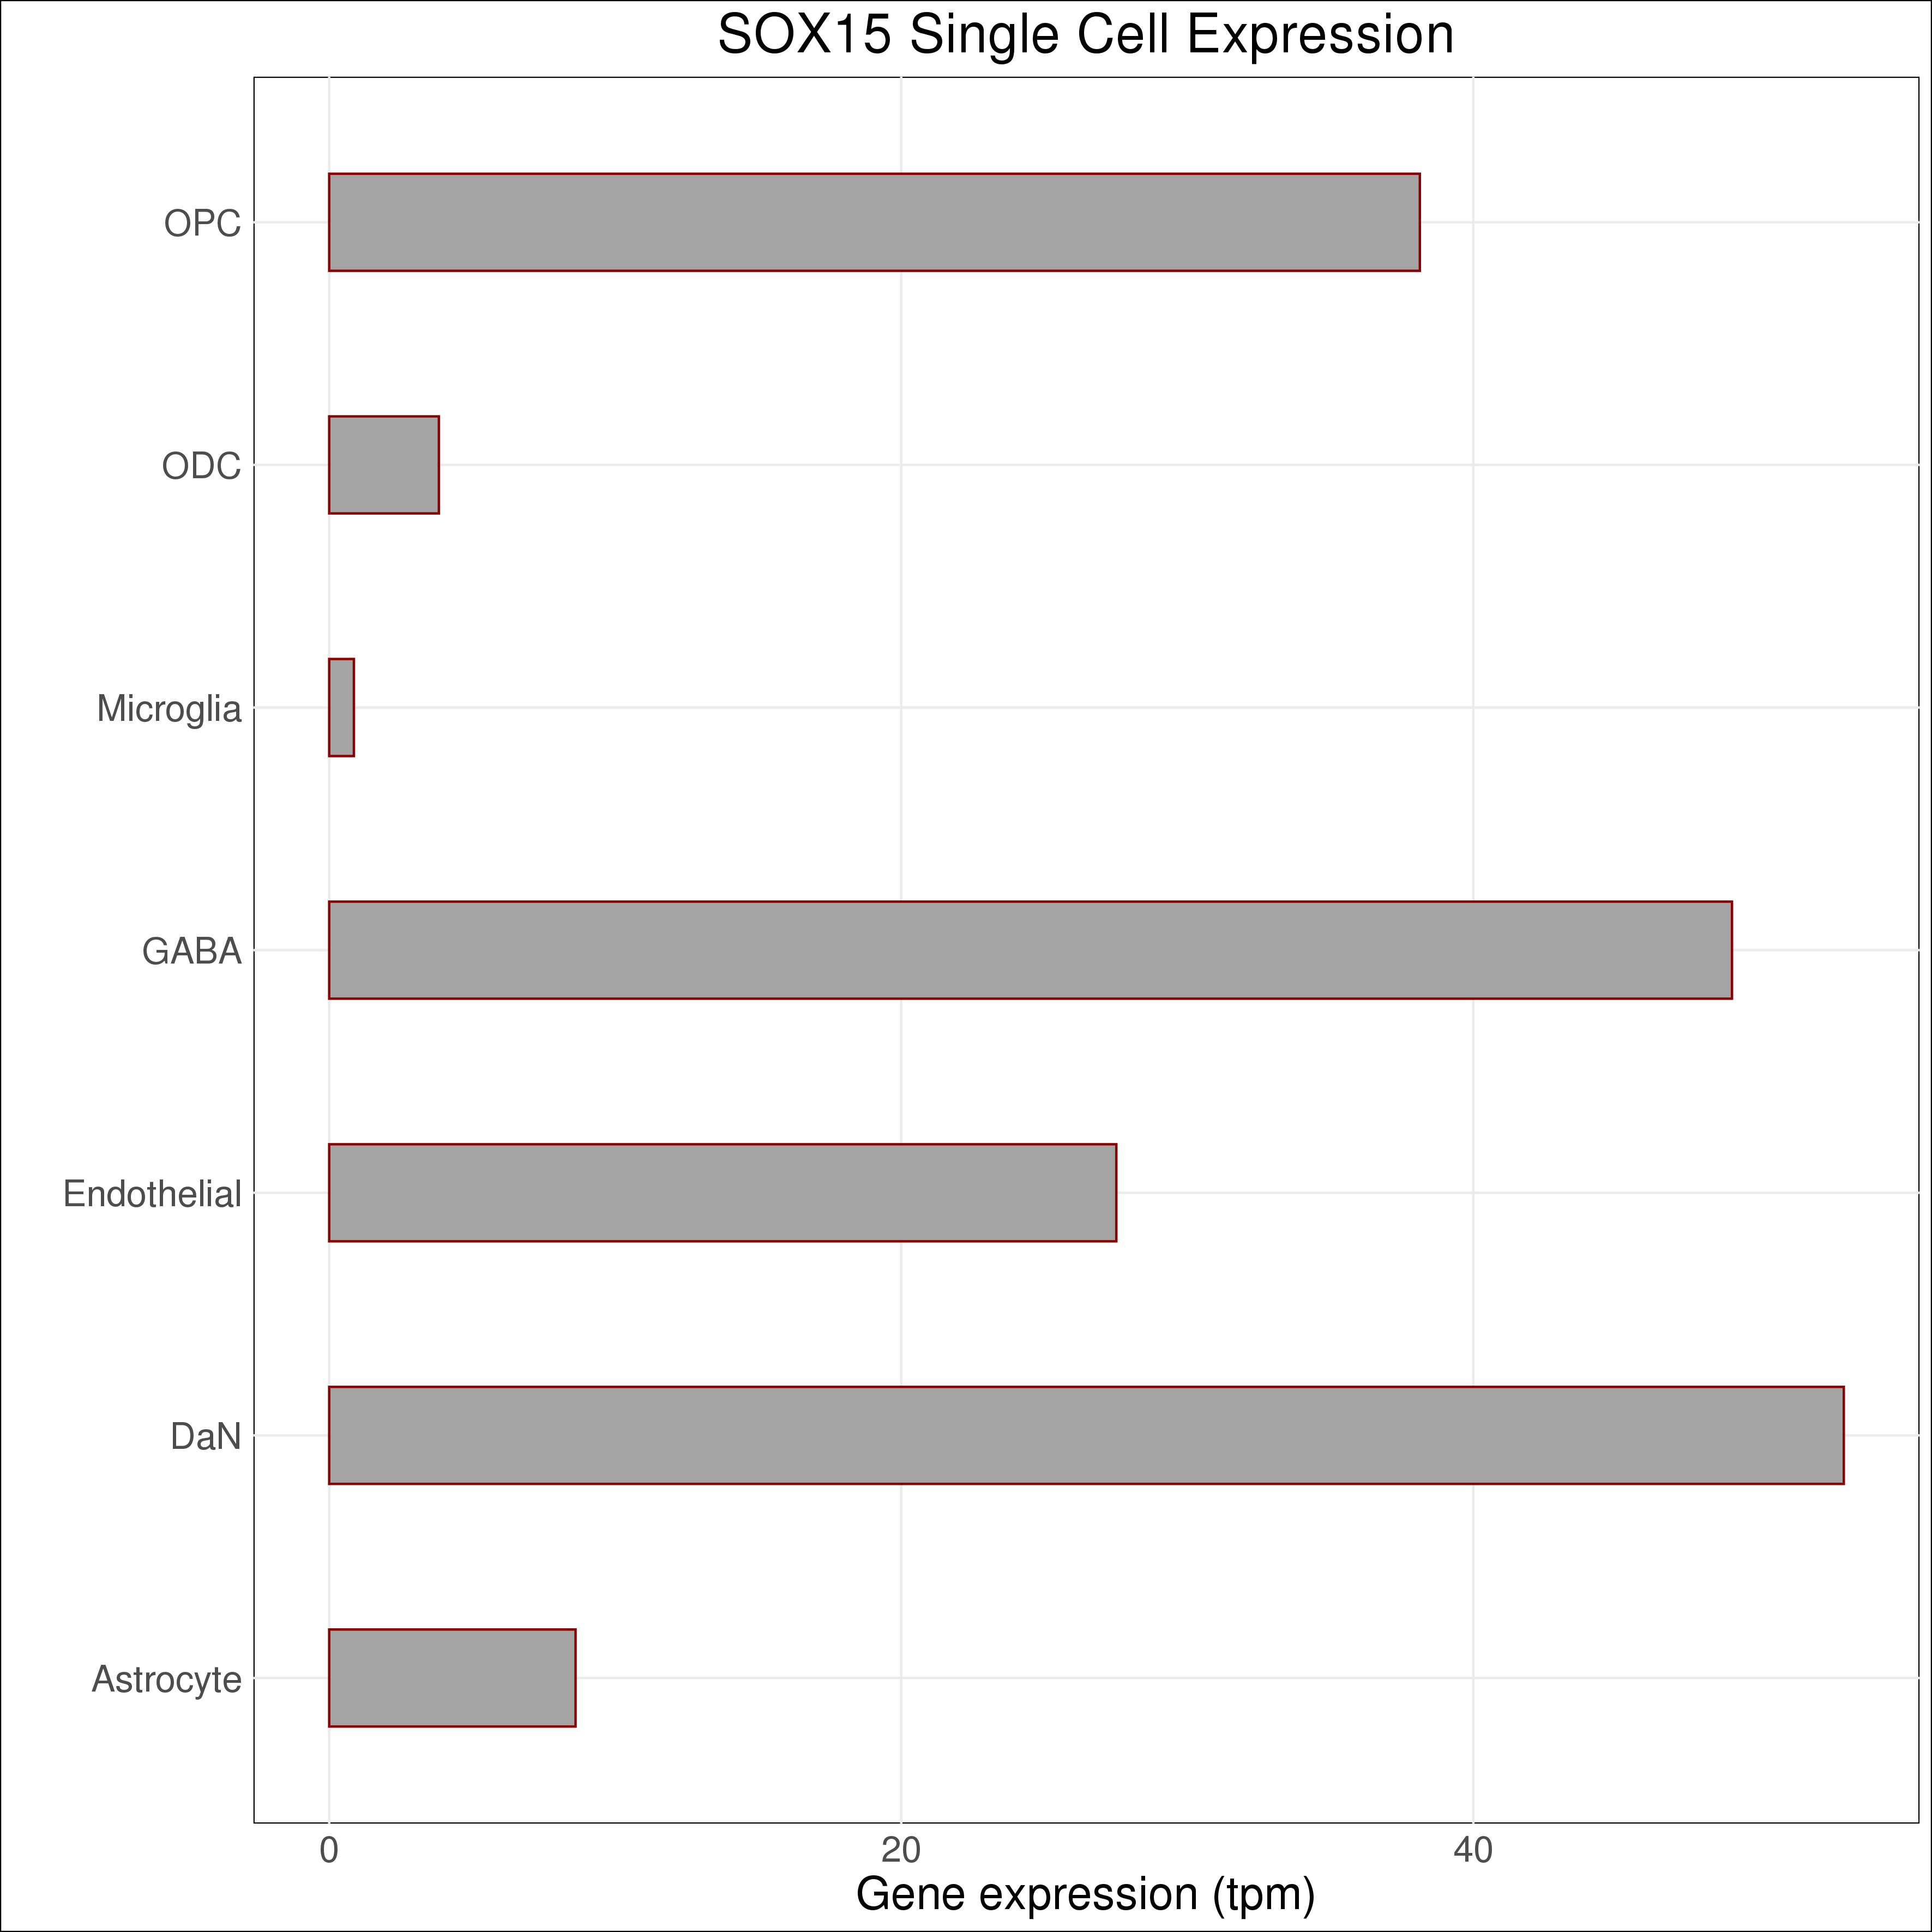 SOX15 Single Cell Expression
OPC
ODC
Microglia
GABA
Endothelial
DaN
Astrocyte
0 20 40
Gene expression (tpm)